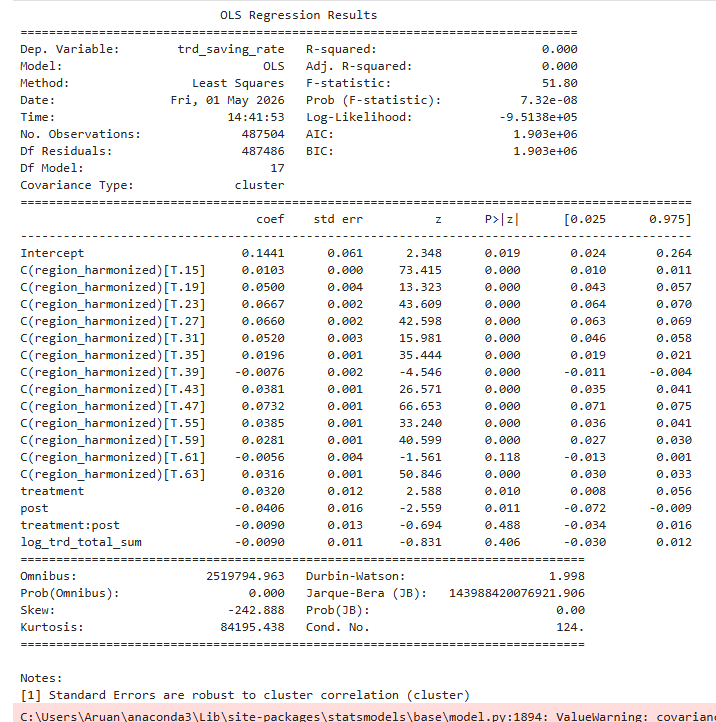 OLS Regression Results
==============================================================================
Dep. Variable: trd_saving_rate R-squared: 0.000
Model: OLS Adj. R-squared: 0.000
Method: Least Squares F-statistic: 51.80
Date: Fri, 01 May 2026 Prob (F-statistic): 7.32e-08
Time: 14:41:53 Log-Likelihood: -9.5138e+05
No. Observations: 487504 AIC: 1.903e+06
Df Residuals: 487486 BIC: 1.903e+06
Df Model: 17
Covariance Type: cluster
==============================================================================================
coef std err z P>|z| [0.025 0.975]
----------------------------------------------------------------------------------------------
Intercept 0.1441 0.061 2.348 0.019 0.024 0.264
C(region_harmonized)[T.15] 0.0103 0.000 73.415 0.000 0.010 0.011
C(region_harmonized)[T.19] 0.0500 0.004 13.323 0.000 0.043 0.057
C(region_harmonized)[T.23] 0.0667 0.002 43.609 0.000 0.064 0.070
C(region_harmonized)[T.27] 0.0660 0.002 42.598 0.000 0.063 0.069
C(region_harmonized)[T.31] 0.0520 0.003 15.981 0.000 0.046 0.058
C(region_harmonized)[T.35] 0.0196 0.001 35.444 0.000 0.019 0.021
C(region_harmonized)[T.39] -0.0076 0.002 -4.546 0.000 -0.011 -0.004
C(region_harmonized)[T.43] 0.0381 0.001 26.571 0.000 0.035 0.041
C(region_harmonized)[T.47] 0.0732 0.001 66.653 0.000 0.071 0.075
C(region_harmonized)[T.55] 0.0385 0.001 33.240 0.000 0.036 0.041
C(region_harmonized)[T.59] 0.0281 0.001 40.599 0.000 0.027 0.030
C(region_harmonized)[T.61] -0.0056 0.004 -1.561 0.118 -0.013 0.001
C(region_harmonized)[T.63] 0.0316 0.001 50.846 0.000 0.030 0.033
treatment 0.0320 0.012 2.588 0.010 0.008 0.056
post -0.0406 0.016 -2.559 0.011 -0.072 -0.009
treatment:post -0.0090 0.013 -0.694 0.488 -0.034 0.016
log_trd_total_sum -0.0090 0.011 -0.831 0.406 -0.030 0.012
==============================================================================
Omnibus: 2519794.963 Durbin-Watson: 1.998
Prob(Omnibus): 0.000 Jarque-Bera (JB): 143988420076921.906
Skew: -242.888 Prob(JB): 0.00
Kurtosis: 84195.438 Cond. No. 124.
==============================================================================
Notes:
[1] Standard Errors are robust to cluster correlation (cluster)
C:\Users\Aruan\anaconda3\Lib\site-packages\statsmodels\base\model.py:1894: ValueWarning: covarianc